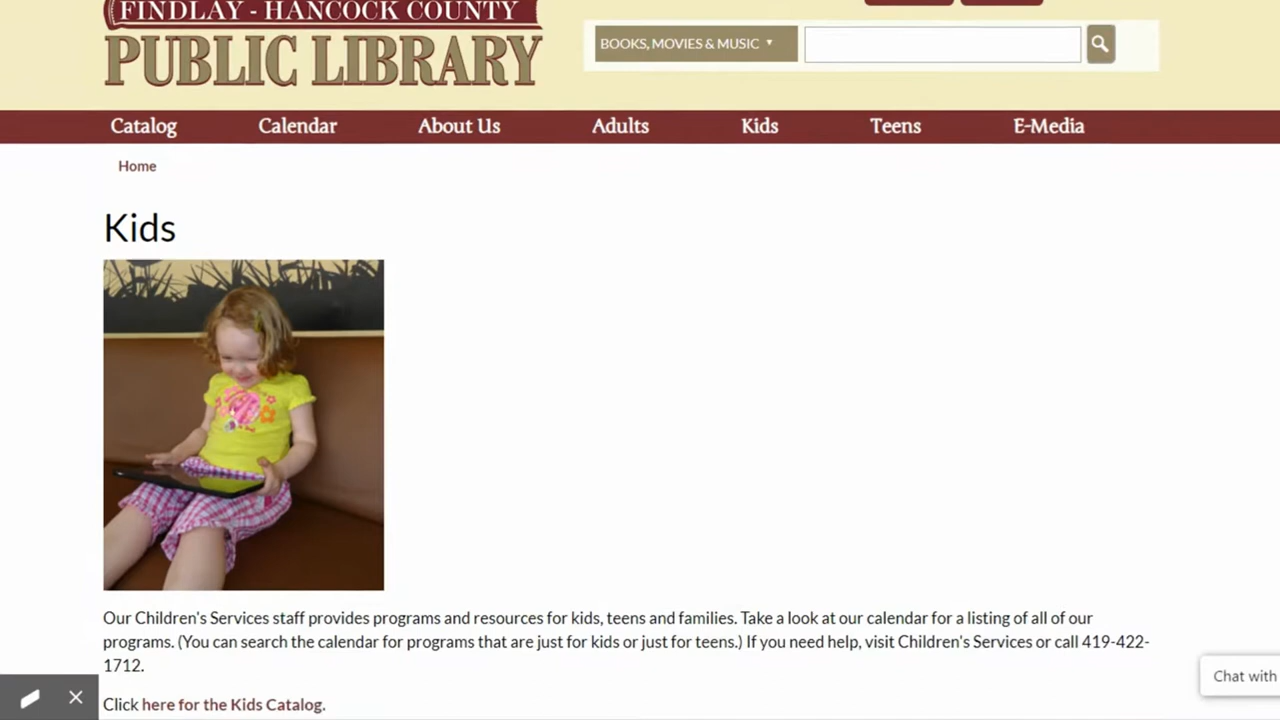 FINDLAY - HANCOCK COUNTY
PUBLIC LIBRARY
BOOKS, MOVIES & MUSIC
Catalog Calendar About Us Adults Kids Teens E-Media
Home
Kids
Our Children's Services staff provides programs and resources for kids, teens and families. Take a look at our calendar for a listing of all of our
programs. (You can search the calendar for programs that are just for kids or just for teens.) If you need help, visit Children's Services or call 419-422-
1712.
Chat with
Click here for the Kids Catalog.